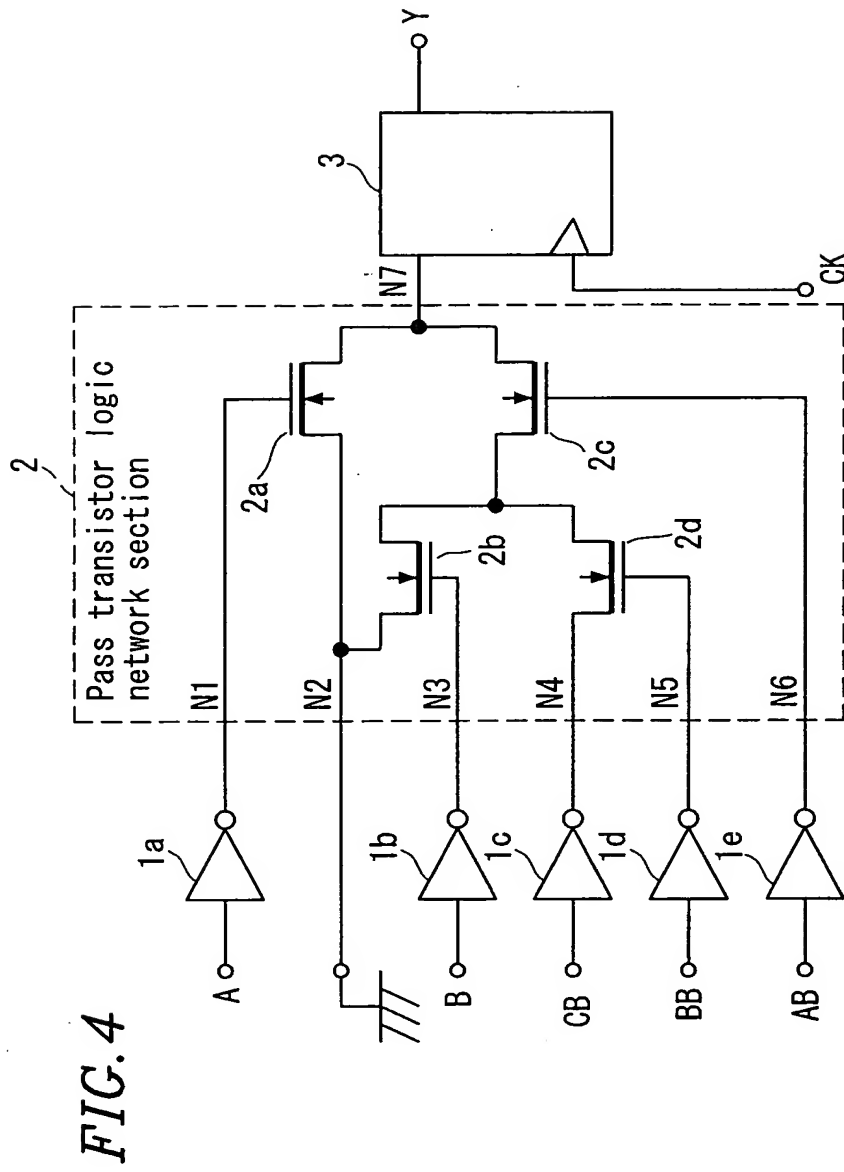 FIG. 4
2
Pass transistor logic
network section
A
1a
N1
2a
N2
B
1b
N3
2b
CB
1c
N4
2c
BB
1d
N5
2d
AB
1e
N6
N7
3
Y
CK